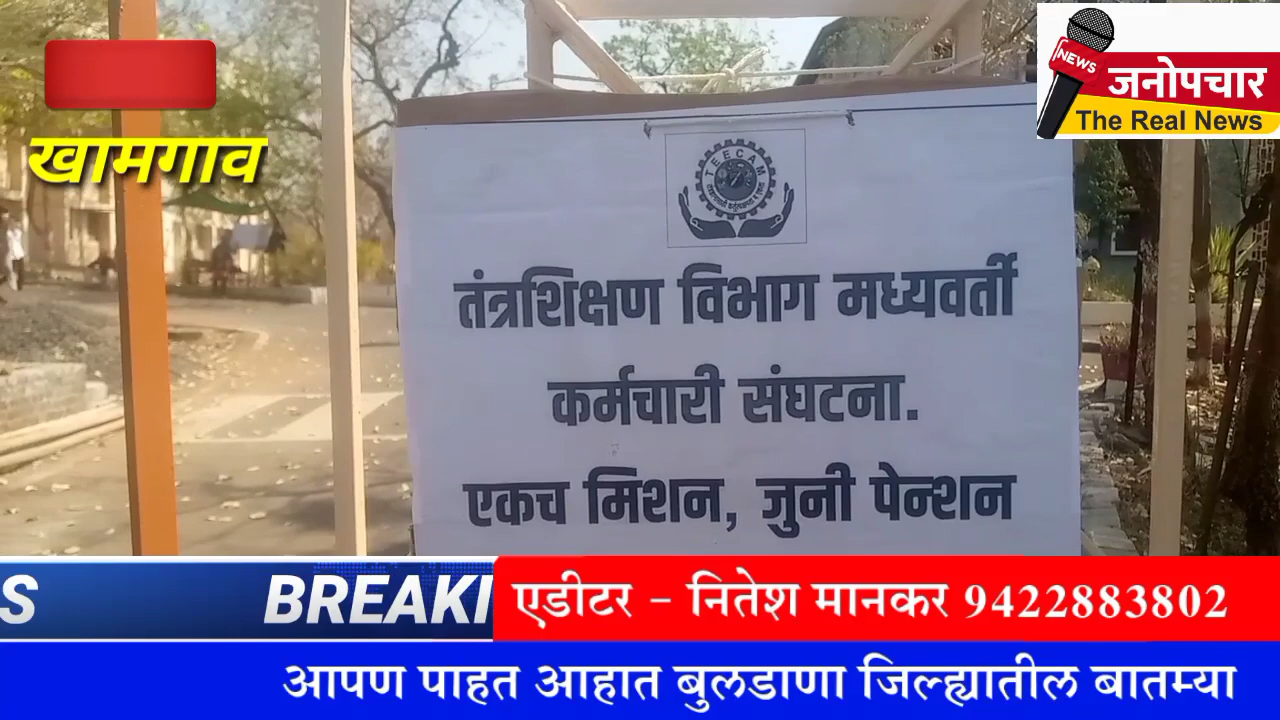 NEWS
जनोपचार
The Real News
खामगाव
TEECAM
तंत्रशिक्षण विभाग मध्यवर्ती
कर्मचारी संघटना.
एकच मिशन, जुनी पेन्शन
S BREAKI
एडीटर - नितेश मानकर 9422883802
आपण पाहत आहात बुलडाणा जिल्ह्यातील बातम्या